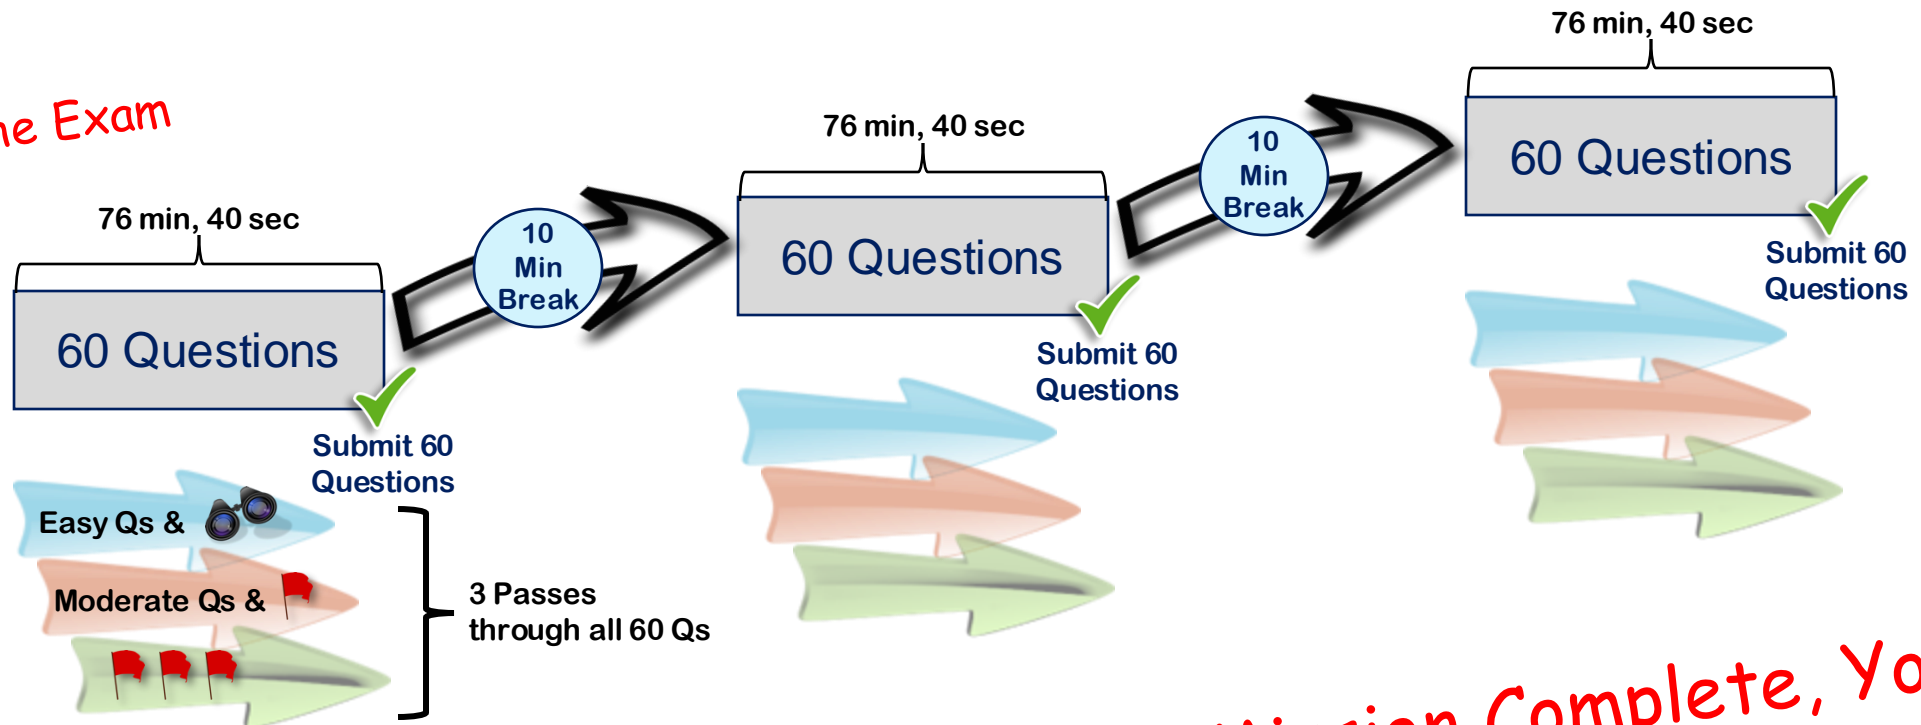 76 min, 40 sec
Exam
76 min, 40 sec
10
Min
Break
60 Questions
76 min, 40 sec
10
Min
Break
60 Questions
Submit 60
Questions
60 Questions
Submit 60
Questions
Submit 60
Questions
Easy Qs &
Moderate Qs &
3 Passes
through all 60 Qs
Complete,